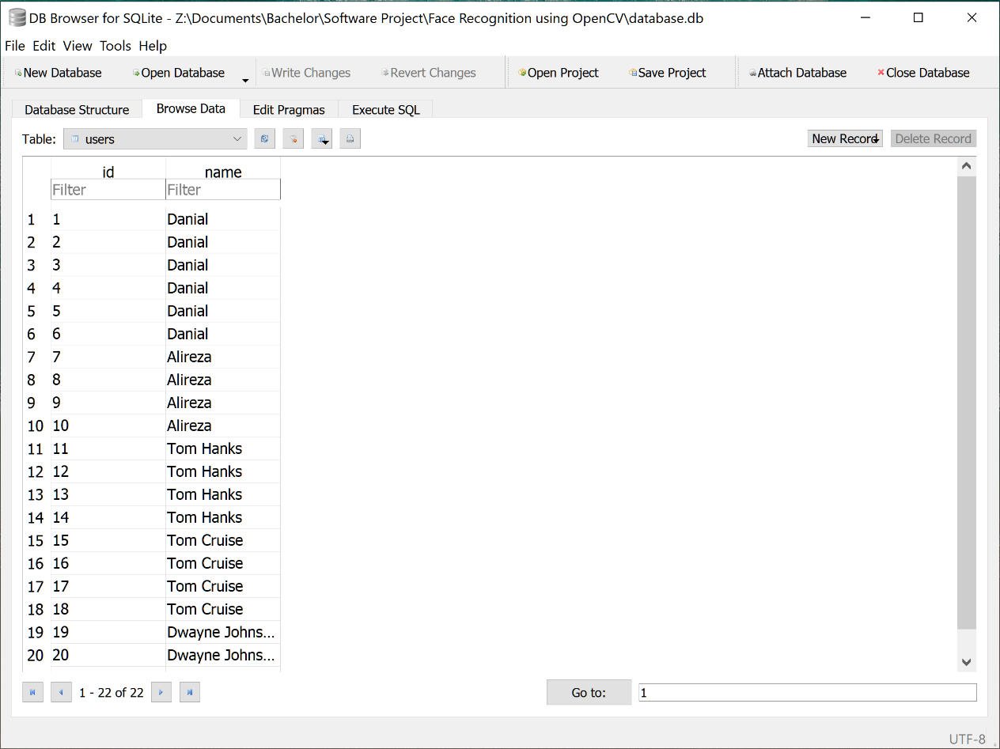 DB Browser for SQLite - Z:\Documents\Bachelor\Software Project\Face Recognition using OpenCV\database.db
File Edit View Tools Help
New Database Open Database Write Changes Revert Changes Open Project Save Project Attach Database Close Database
Database Structure Browse Data Edit Pragmas Execute SQL
Table: users New Record Delete Record
id name
Filter Filter
1 1 Danial
2 2 Danial
3 3 Danial
4 4 Danial
5 5 Danial
6 6 Danial
7 7 Alireza
8 8 Alireza
9 9 Alireza
10 10 Alireza
11 11 Tom Hanks
12 12 Tom Hanks
13 13 Tom Hanks
14 14 Tom Hanks
15 15 Tom Cruise
16 16 Tom Cruise
17 17 Tom Cruise
18 18 Tom Cruise
19 19 Dwayne Johns...
20 20 Dwayne Johns...
1 - 22 of 22 Go to: 1
UTF-8